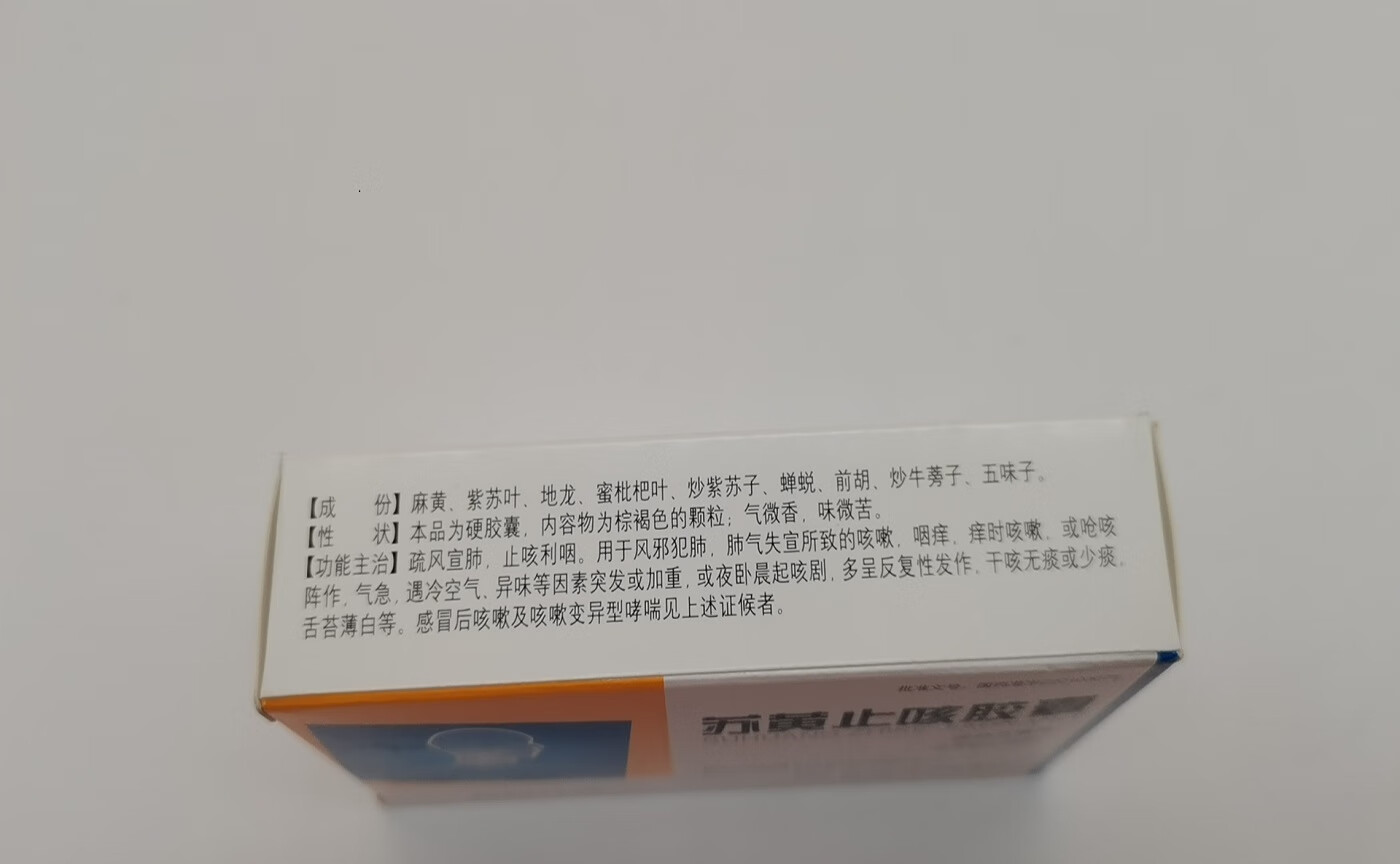 【成 份】麻黄、紫苏叶、地龙、蜜枇杷叶、炒紫苏子、蝉蜕、前胡、炒牛蒡子、五味子。
【性 状】本品为硬胶囊，内容物为棕褐色的颗粒；气微香，味微苦。
【功能主治】疏风宣肺，止咳利咽。用于风邪犯肺，肺气失宣所致的咳嗽，咽痒，痒时咳嗽，或呛咳
阵作，气急，遇冷空气、异味等因素突发或加重，或夜卧晨起咳剧，多呈反复性发作，干咳无痰或少痰，
舌苔薄白等。感冒后咳嗽及咳嗽变异型哮喘见上述证候者。
苏黄止咳胶囊